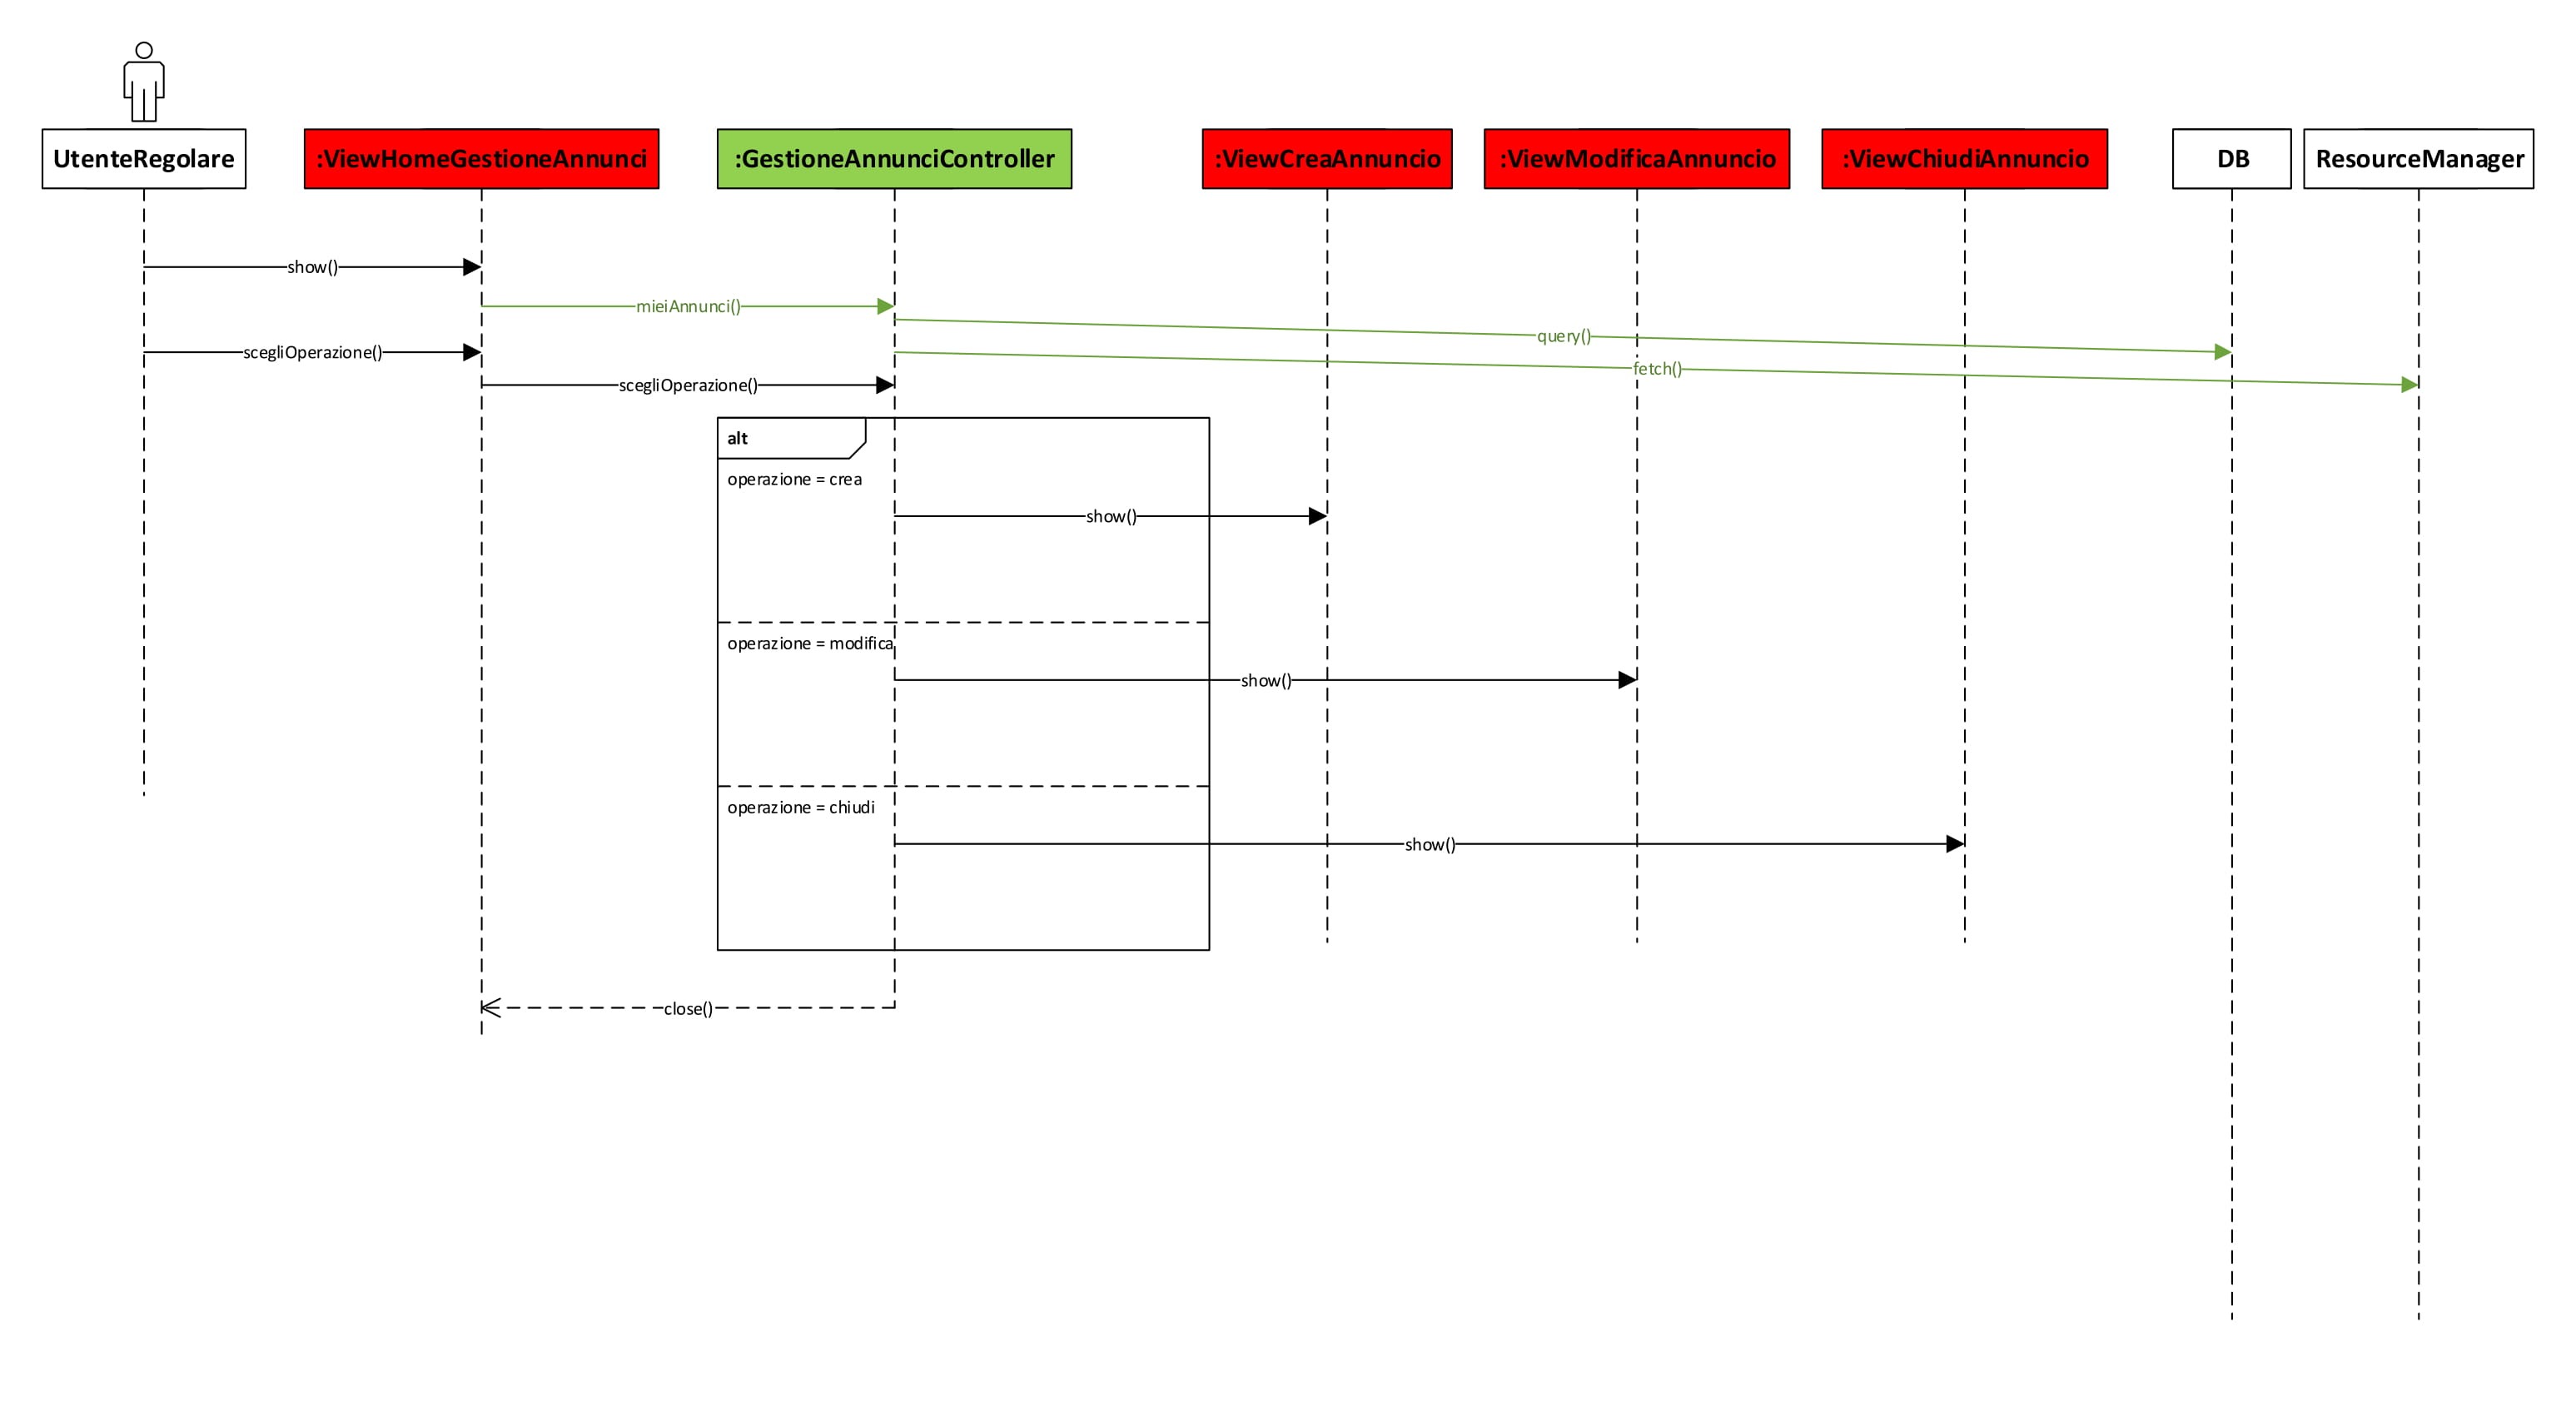 UtenteRegolare
:ViewHomeGestioneAnnunci
:GestioneAnnunciController
:ViewCreaAnnuncio
:ViewModificaAnnuncio
:ViewChiudiAnnuncio
DB
ResourceManager
show()
mieiAnnunci()
query()
scegliOperazione()
fetch()
scegliOperazione()
alt
operazione = crea
show()
operazione = modifica
show()
operazione = chiudi
show()
close()